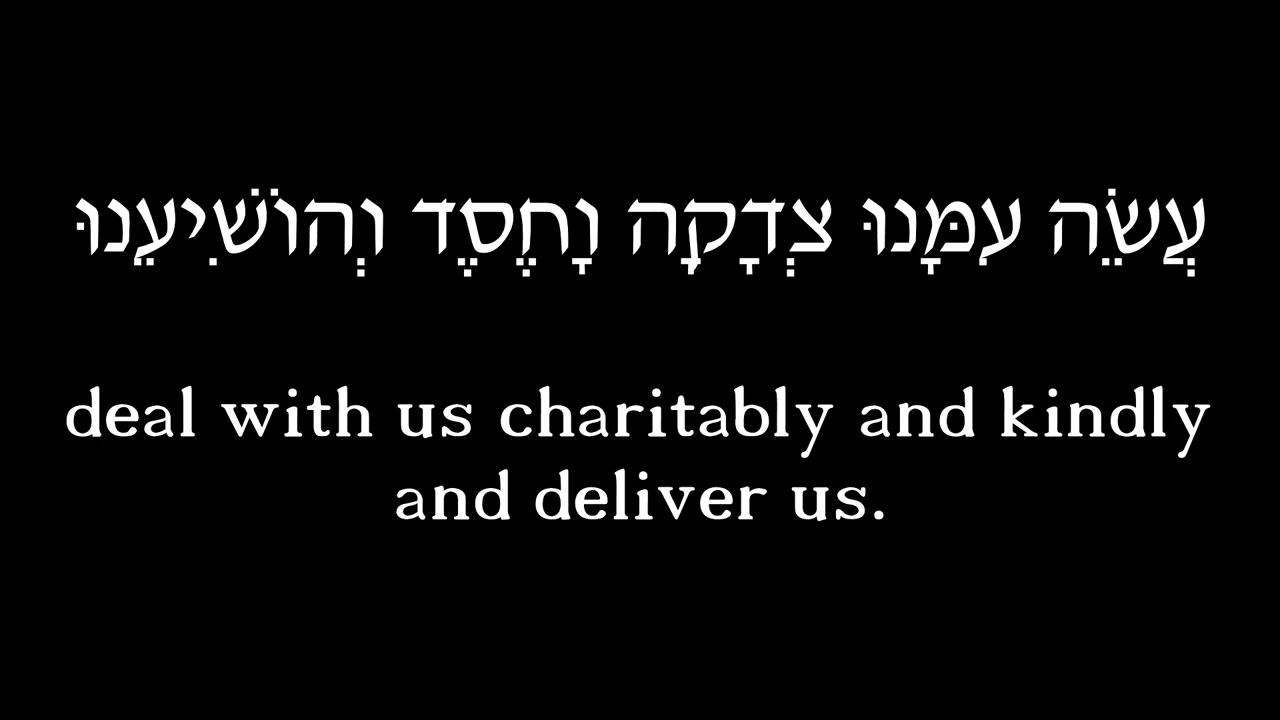 עֲשֵׂה עִמָּנוּ צְדָקָה וָחֶסֶד וְהוֹשִׁיעֵנוּ
deal with us charitably and kindly
and deliver us.